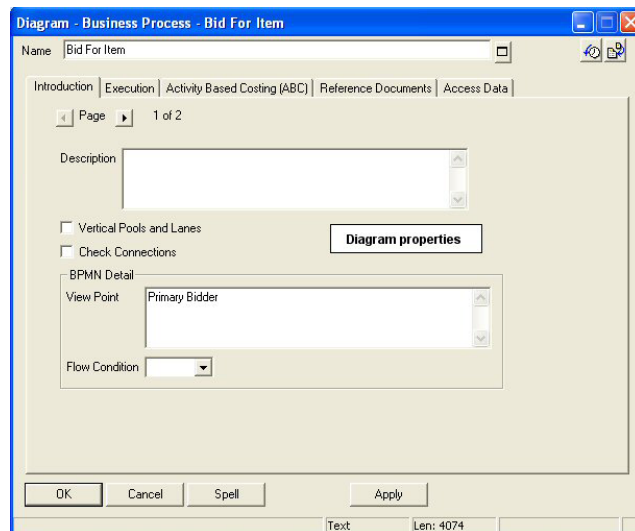 Diagram - Business Process - Bid For Item
Name Bid For Item
Introduction Execution Activity Based Costing (ABC) Reference Documents Access Data
Page 1 of 2
Description
Vertical Pools and Lanes
Diagram properties
Check Connections
BPMN Detail
View Point Primary Bidder
Flow Condition
OK Cancel Spell Apply
Text Len: 4074